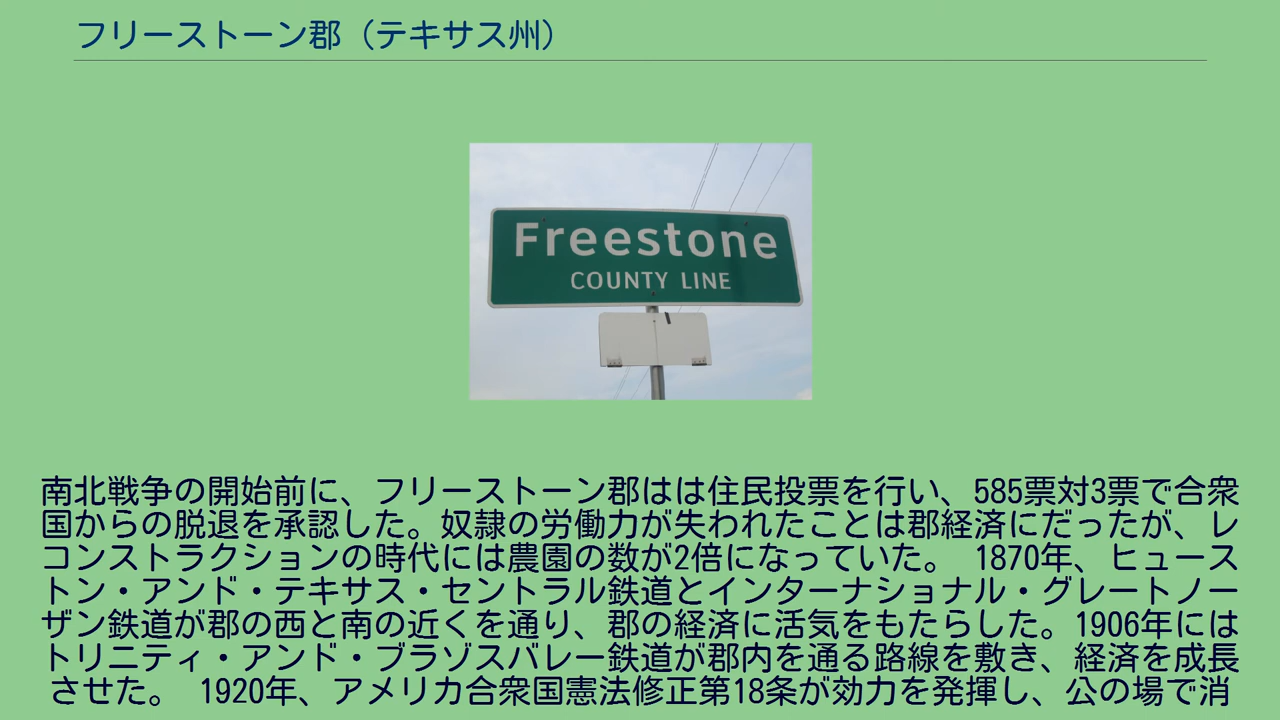 フリーストーン郡（テキサス州）
Freestone
COUNTY LINE
南北戦争の開始前に、フリーストーン郡はは住民投票を行い、585票対3票で合衆
国からの脱退を承認した。奴隷の労働力が失われたことは郡経済にだったが、レ
コンストラクションの時代には農園の数が2倍になっていた。 1870年、ヒュース
トン・アンド・テキサス・セントラル鉄道とインターナショナル・グレートノー
ザン鉄道が郡の西と南の近くを通り、郡の経済に活気をもたらした。1906年には
トリニティ・アンド・ブラゾスバレー鉄道が郡内を通る路線を敷き、経済を成長
させた。 1920年、アメリカ合衆国憲法修正第18条が効力を発揮し、公の場で消